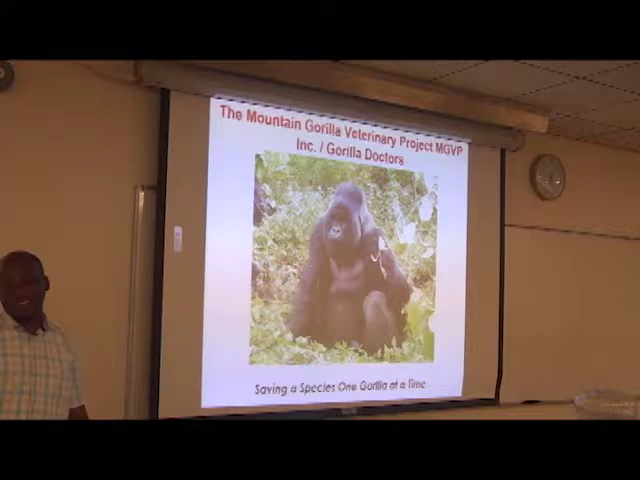 The Mountain Gorilla Veterinary Project MGVP
Inc. / Gorilla Doctors
Saving a Species One Gorilla at a Time